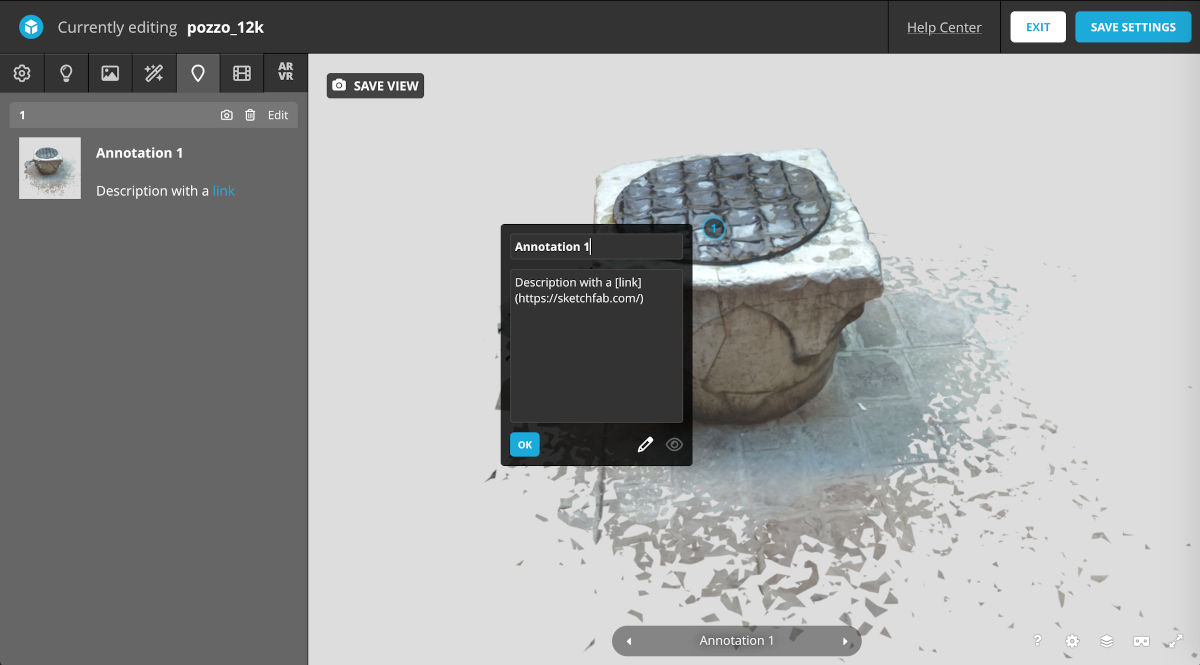 Currently editing pozzo_12k
Help Center
EXIT
SAVE SETTINGS
AR
VR
SAVE VIEW
1
Edit
Annotation 1
Description with a link
1
Annotation 1
Description with a [link]
(https://sketchfab.com/)
OK
Annotation 1
?